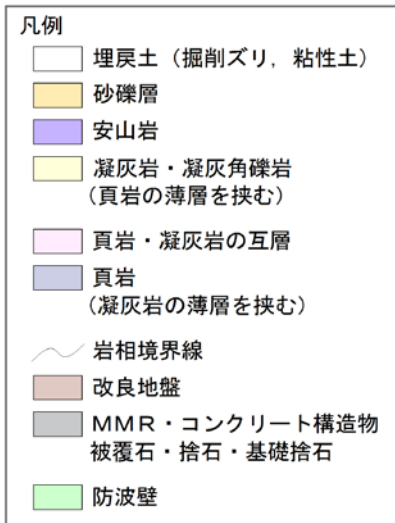 凡例
埋戻土（掘削ズリ，粘性土）
砂礫層
安山岩
凝灰岩・凝灰角礫岩
(頁岩の薄層を挟む)
頁岩・凝灰岩の互層
頁岩
(凝灰岩の薄層を挟む)
岩相境界線
改良地盤
ＭＭＲ・コンクリート構造物
被覆石・捨石・基礎捨石
防波壁